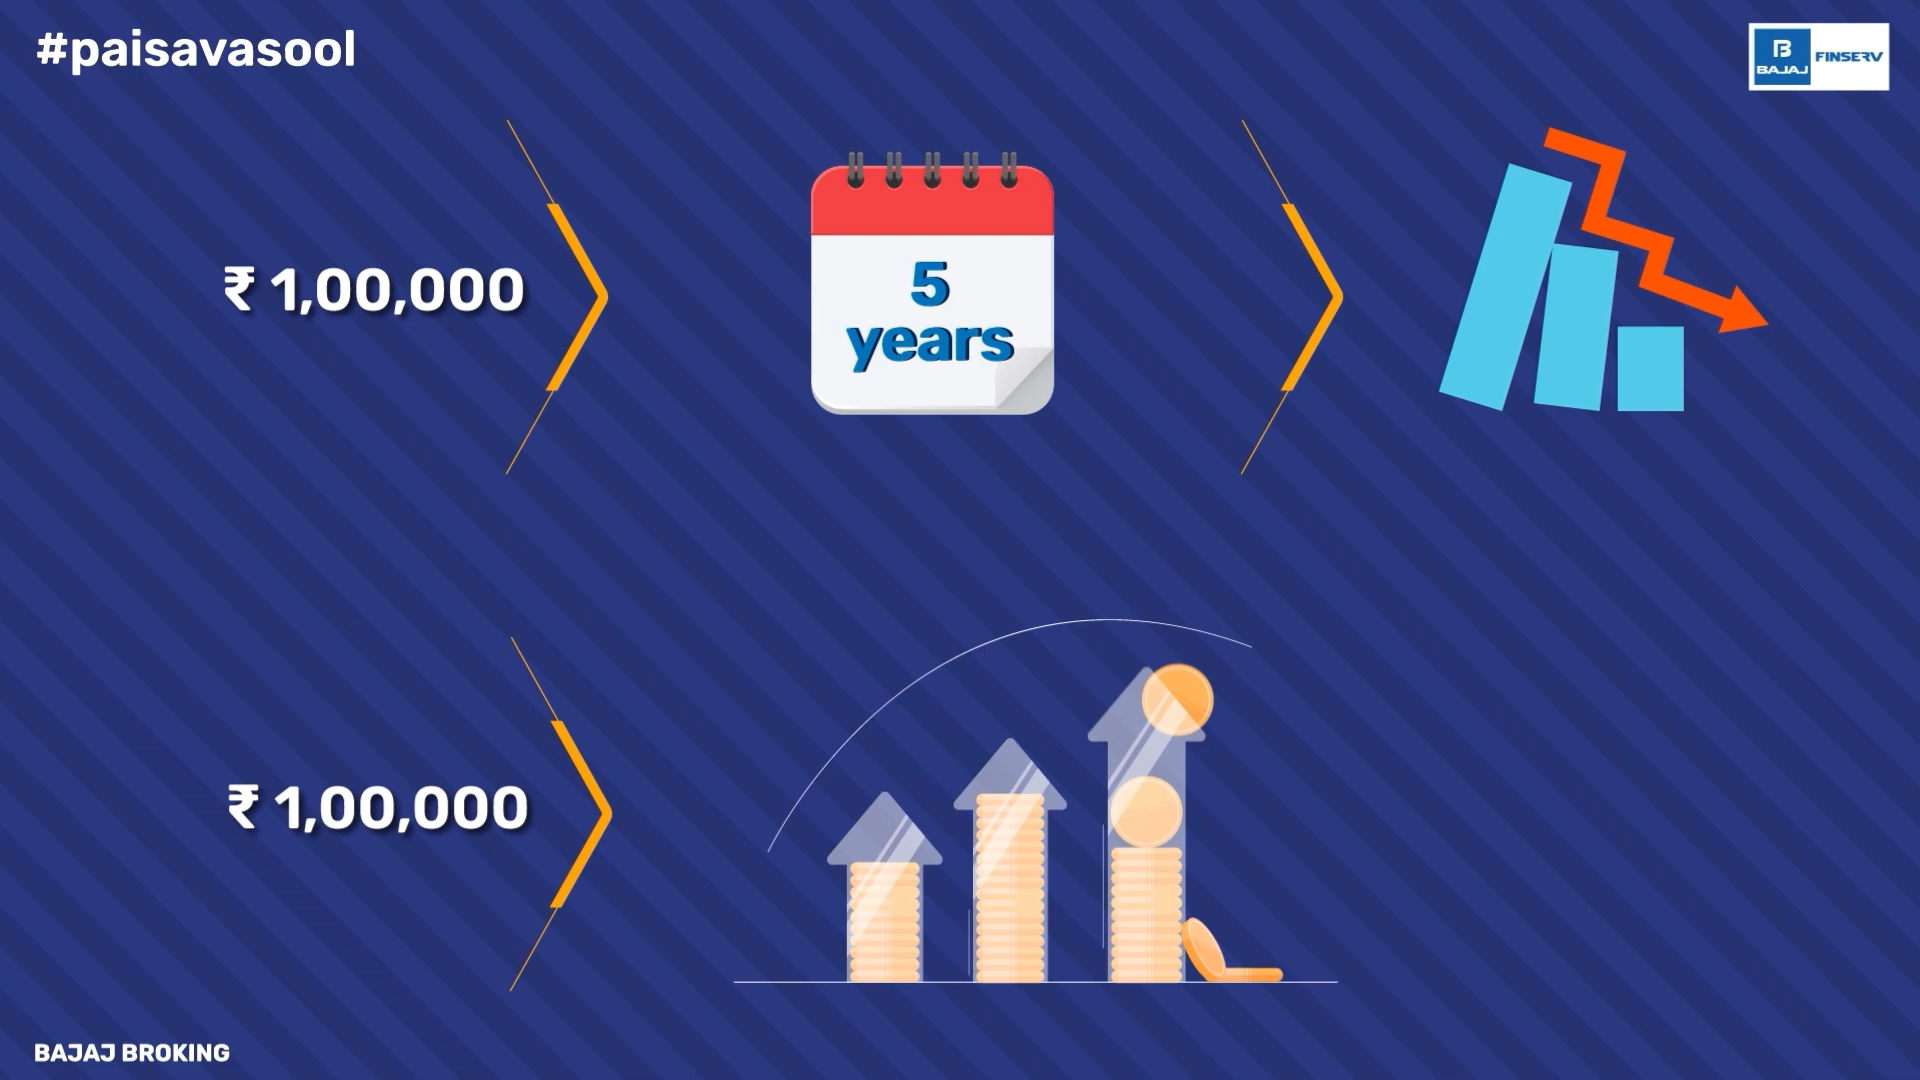 #paisavasool
B
BAJAJ FINSERV
₹ 1,00,000
5
years
₹ 1,00,000
BAJAJ BROKING